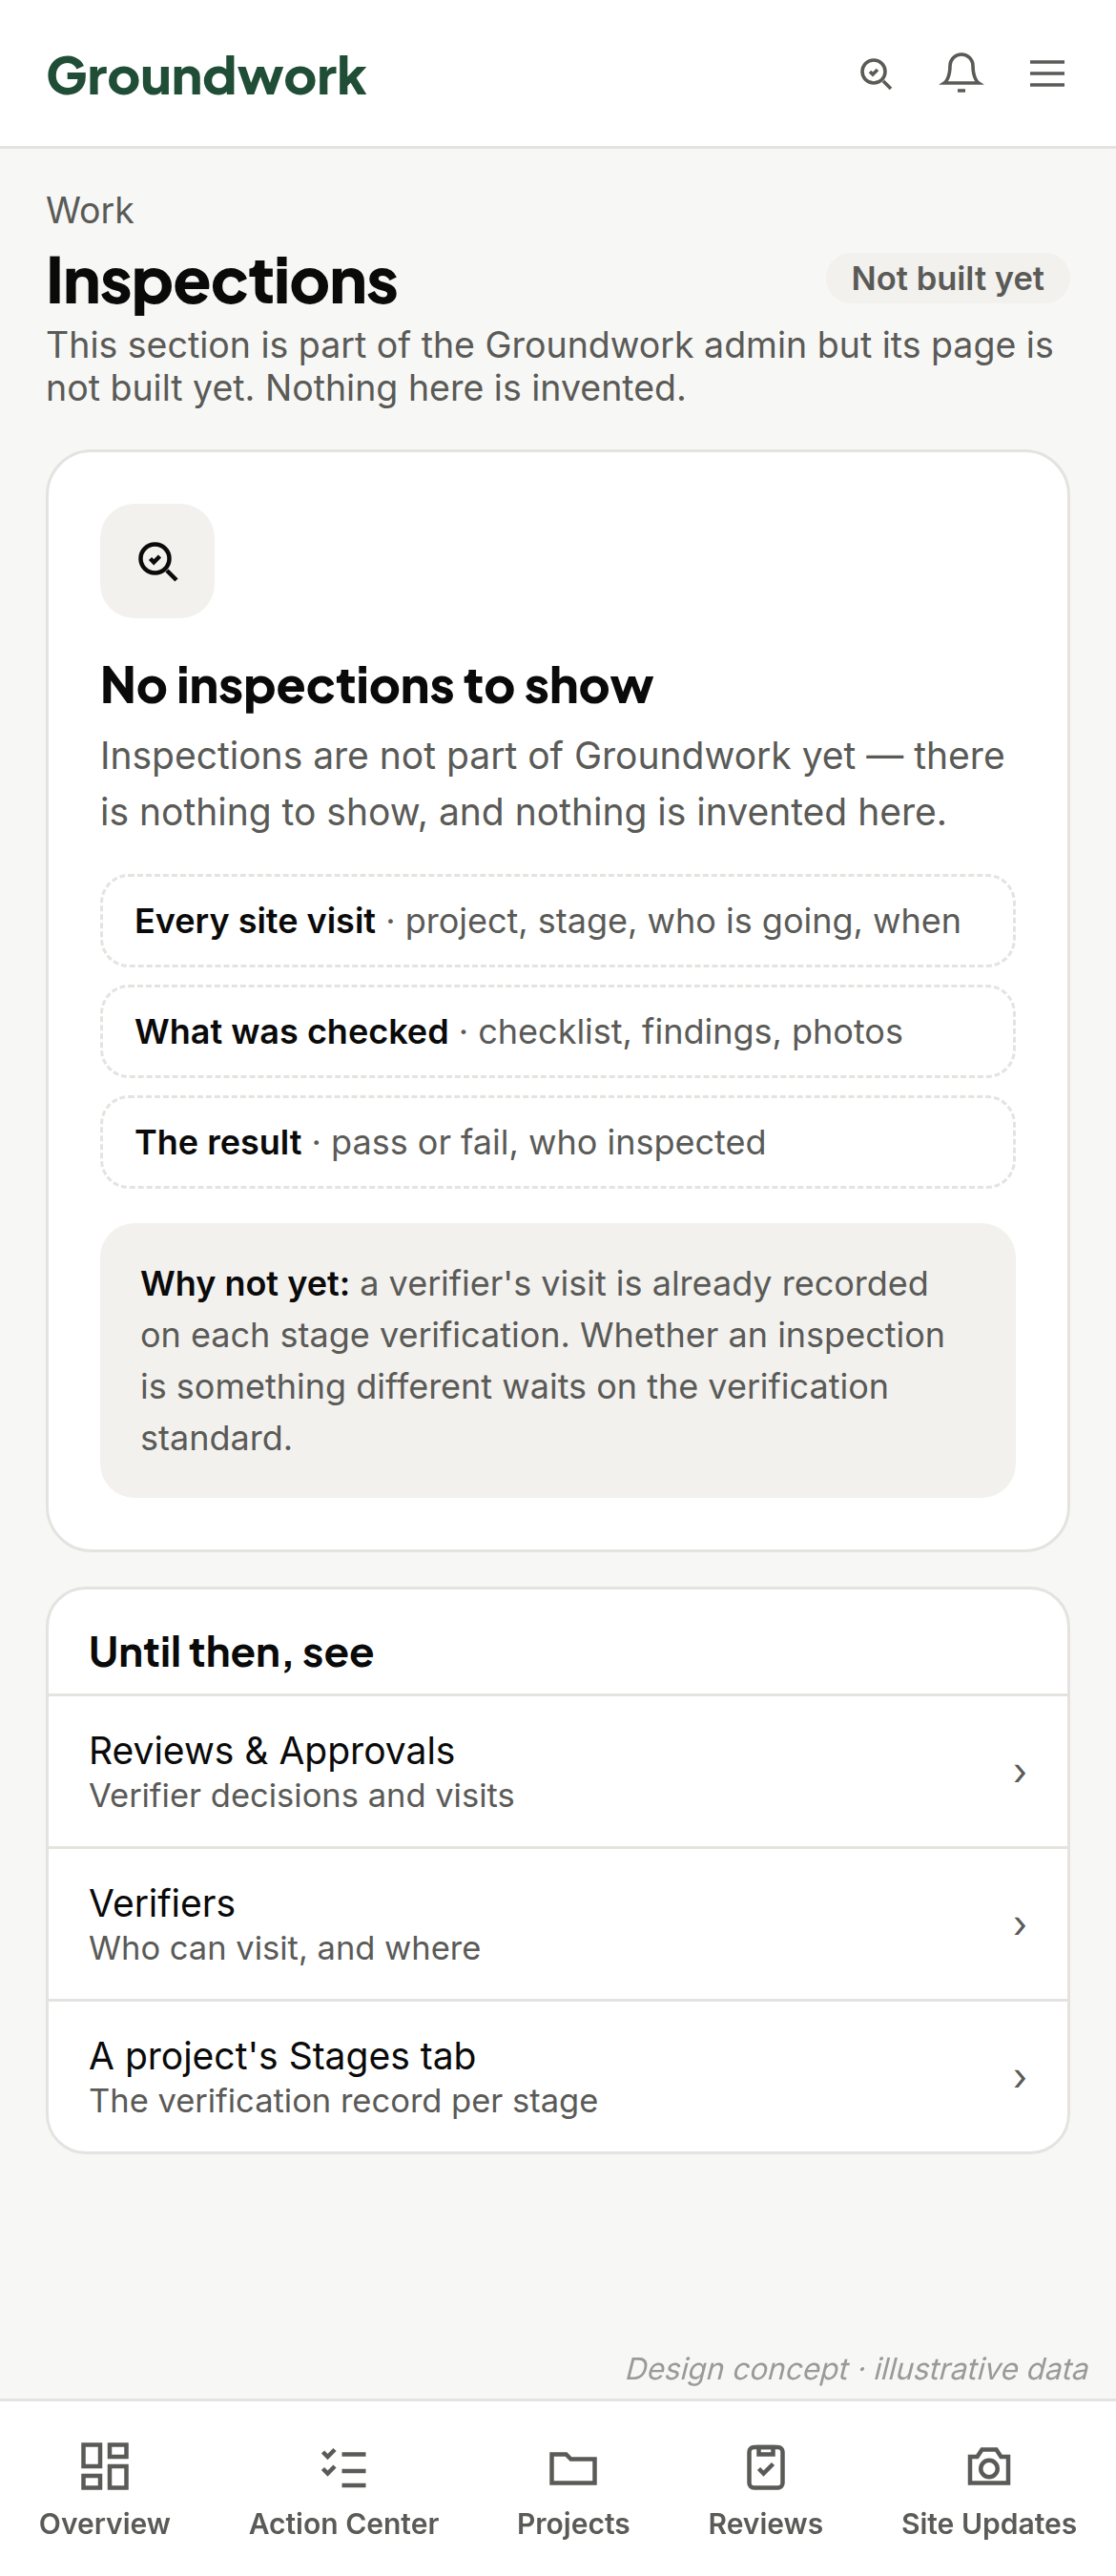 Groundwork
Work
Inspections
Not built yet
This section is part of the Groundwork admin but its page is
not built yet. Nothing here is invented.
No inspections to show
Inspections are not part of Groundwork yet — there
is nothing to show, and nothing is invented here.
Every site visit · project, stage, who is going, when
What was checked · checklist, findings, photos
The result · pass or fail, who inspected
Why not yet: a verifier's visit is already recorded
on each stage verification. Whether an inspection
is something different waits on the verification
standard.
Until then, see
Reviews & Approvals
Verifier decisions and visits
Verifiers
Who can visit, and where
A project's Stages tab
The verification record per stage
Design concept · illustrative data
Overview
Action Center
Projects
Reviews
Site Updates